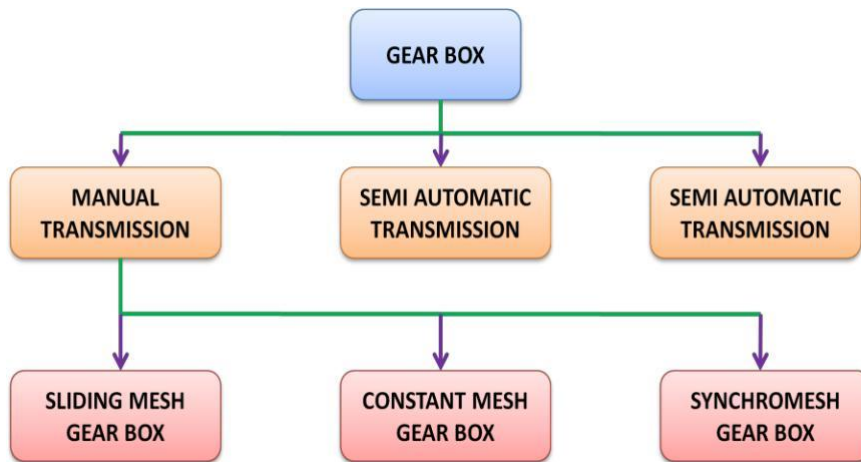 GEAR BOX
MANUAL
TRANSMISSION
SEMI AUTOMATIC
TRANSMISSION
SEMI AUTOMATIC
TRANSMISSION
SLIDING MESH
GEAR BOX
CONSTANT MESH
GEAR BOX
SYNCHROMESH
GEAR BOX